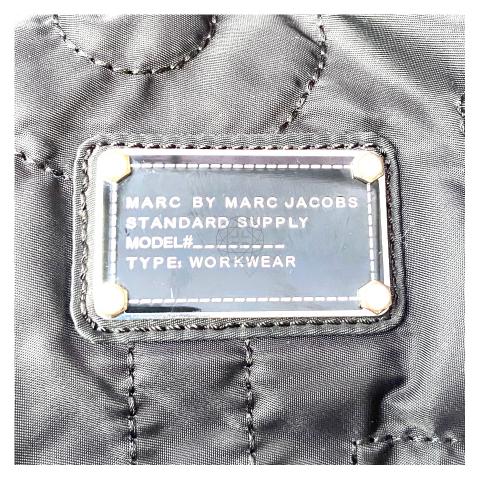 MARC BY MARC JACOBS
STANDARD SUPPLY
MODEL#
TYPE: WORKWEAR